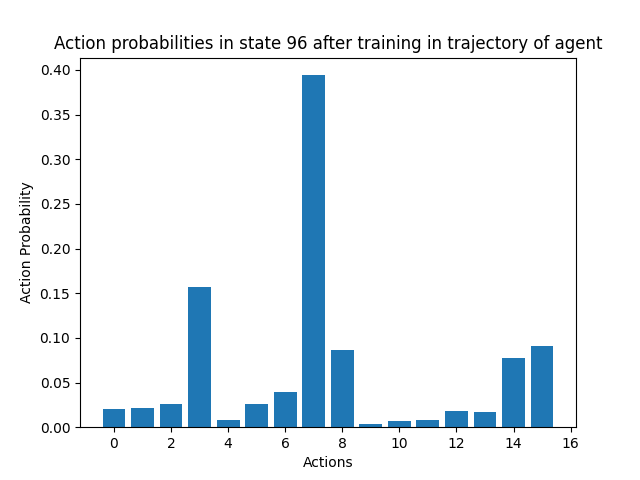 Action probabilities in state 96 after training in trajectory of agent
0.40
0.35
0.30
0.25
0.20
0.15
0.10
0.05
0.00
Action Probability
0 2 4 6 8 10 12 14 16
Actions